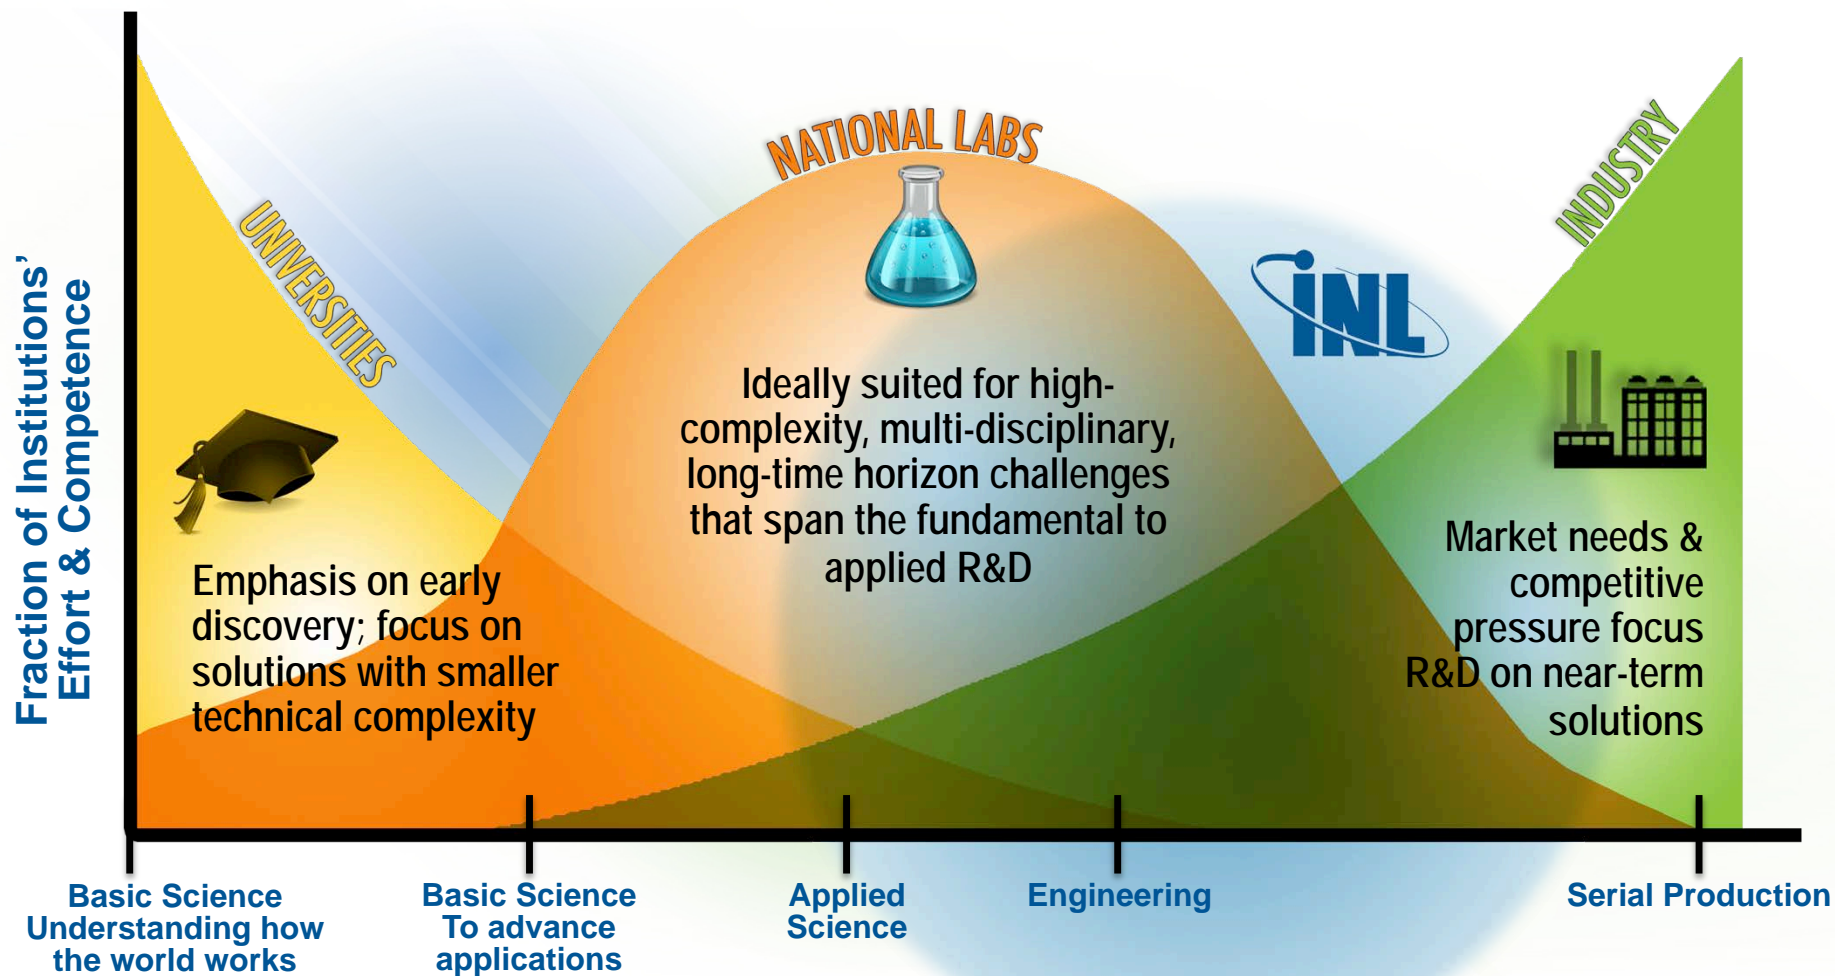 NATIONAL LABS
UNIVERSITIES
INDUSTRY
INL
Fraction of Institutions’
Effort & Competence
Emphasis on early
discovery; focus on
solutions with smaller
technical complexity
Ideally suited for high-
complexity, multi-disciplinary,
long-time horizon challenges
that span the fundamental to
applied R&D
Market needs &
competitive
pressure focus
R&D on near-term
solutions
Basic Science
Understanding how
the world works
Basic Science
To advance
applications
Applied
Science
Engineering
Serial Production